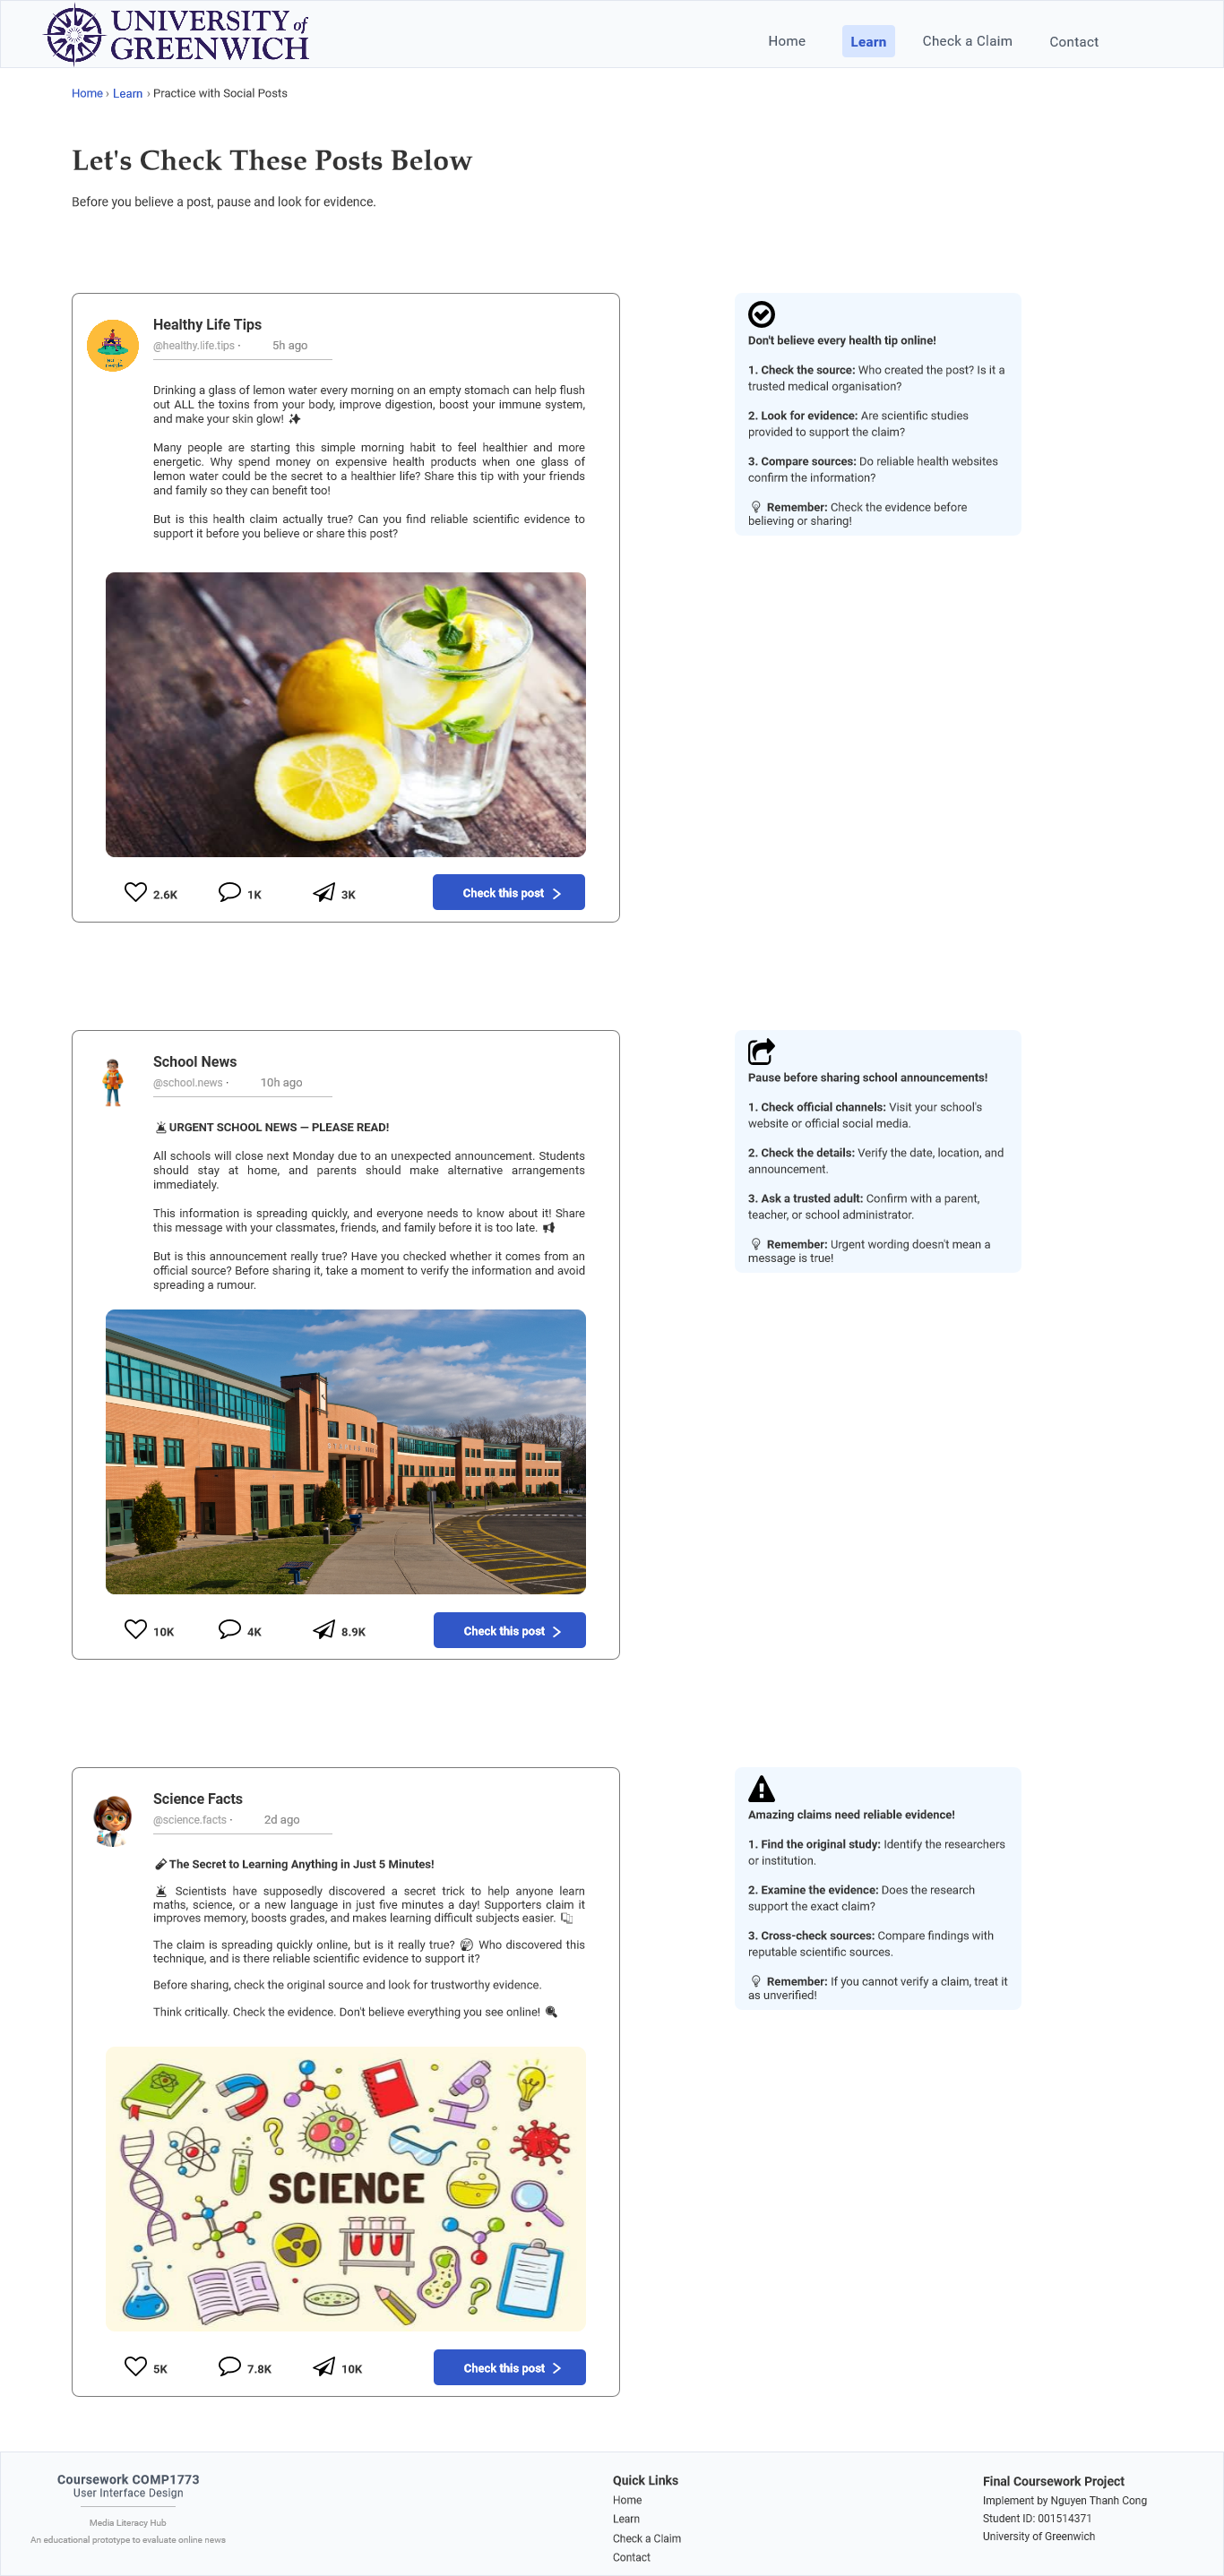 UNIVERSITY of
GREENWICH
Home
Learn
Check a Claim
Contact
Home › Learn › Practice with Social Posts
Let's Check These Posts Below
Before you believe a post, pause and look for evidence.
Healthy Life Tips
@healthy.life.tips · 5h ago
Drinking a glass of lemon water every morning on an empty stomach can help flush
out ALL the toxins from your body, improve digestion, boost your immune system,
and make your skin glow!
Many people are starting this simple morning habit to feel healthier and more
energetic. Why spend money on expensive health products when one glass of
lemon water could be the secret to a healthier life? Share this tip with your friends
and family so they can benefit too!
But is this health claim actually true? Can you find reliable scientific evidence to
support it before you believe or share this post?
2.6K
1K
3K
Check this post
Don't believe every health tip online!
1. Check the source: Who created the post? Is it a
trusted medical organisation?
2. Look for evidence: Are scientific studies
provided to support the claim?
3. Compare sources: Do reliable health websites
confirm the information?
Remember: Check the evidence before
believing or sharing!
School News
@school.news · 10h ago
URGENT SCHOOL NEWS — PLEASE READ!
All schools will close next Monday due to an unexpected announcement. Students
should stay at home, and parents should make alternative arrangements
immediately.
This information is spreading quickly, and everyone needs to know about it! Share
this message with your classmates, friends, and family before it is too late.
But is this announcement really true? Have you checked whether it comes from an
official source? Before sharing it, take a moment to verify the information and avoid
spreading a rumour.
10K
4K
8.9K
Check this post
Pause before sharing school announcements!
1. Check official channels: Visit your school's
website or official social media.
2. Check the details: Verify the date, location, and
announcement.
3. Ask a trusted adult: Confirm with a parent,
teacher, or school administrator.
Remember: Urgent wording doesn't mean a
message is true!
Science Facts
@science.facts · 2d ago
The Secret to Learning Anything in Just 5 Minutes!
Scientists have supposedly discovered a secret trick to help anyone learn
maths, science, or a new language in just five minutes a day! Supporters claim it
improves memory, boosts grades, and makes learning difficult subjects easier.
The claim is spreading quickly online, but is it really true? Who discovered this
technique, and is there reliable scientific evidence to support it?
Before sharing, check the original source and look for trustworthy evidence.
Think critically. Check the evidence. Don't believe everything you see online!
SCIENCE
5K
7.8K
10K
Check this post
Amazing claims need reliable evidence!
1. Find the original study: Identify the researchers
or institution.
2. Examine the evidence: Does the research
support the exact claim?
3. Cross-check sources: Compare findings with
reputable scientific sources.
Remember: If you cannot verify a claim, treat it
as unverified!
Coursework COMP1773
User Interface Design
Media Literacy Hub
An educational prototype to evaluate online news
Quick Links
Home
Learn
Check a Claim
Contact
Final Coursework Project
Implement by Nguyen Thanh Cong
Student ID: 001514371
University of Greenwich